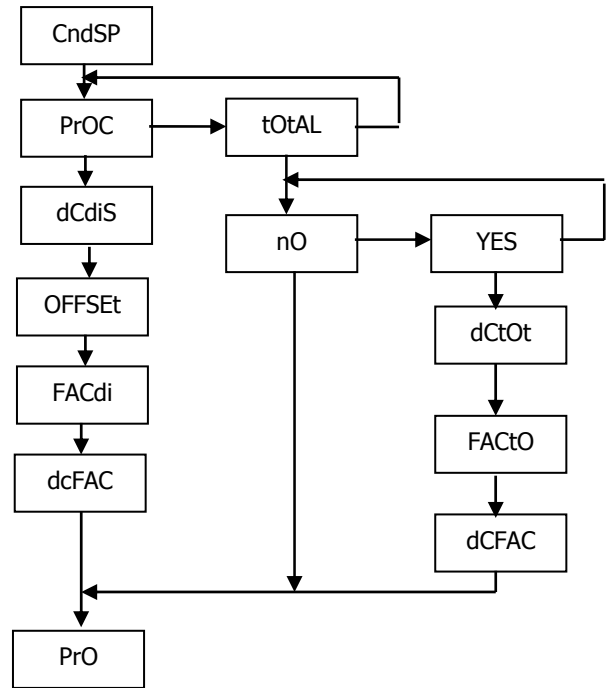 CndSP
PrOC
tOtAL
dCdiS
nO
YES
OFFSEt
dCtOt
FACdi
FACtO
dcFAC
dCFAC
PrO